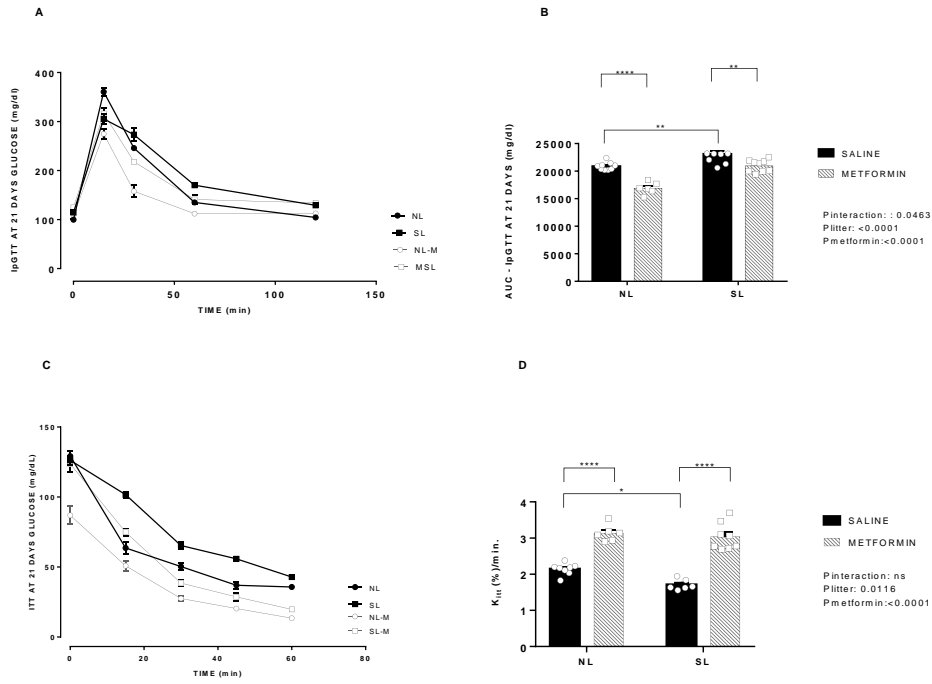 A
IpGTT AT 21 DAYS GLUCOSE (mg/dl)
400
300
200
100
0
0
50
100
150
TIME (min)
NL
SL
NL-M
MSL
B
AUC - IpGTT AT 21 DAYS (mg/dl)
25000
20000
15000
10000
5000
0
****
**
**
NL
SL
SALINE
METFORMIN
Pinteraction: : 0.0463
Plitter: <0.0001
Pmetformin:<0.0001
C
ITT AT 21 DAYS GLUCOSE (mg/dL)
150
100
50
0
0
20
40
60
80
TIME (min)
NL
SL
NL-M
SL-M
D
Kitt (%)/min.
4
3
2
1
0
****
****
*
NL
SL
SALINE
METFORMIN
Pinteraction: ns
Plitter: 0.0116
Pmetformin:<0.0001